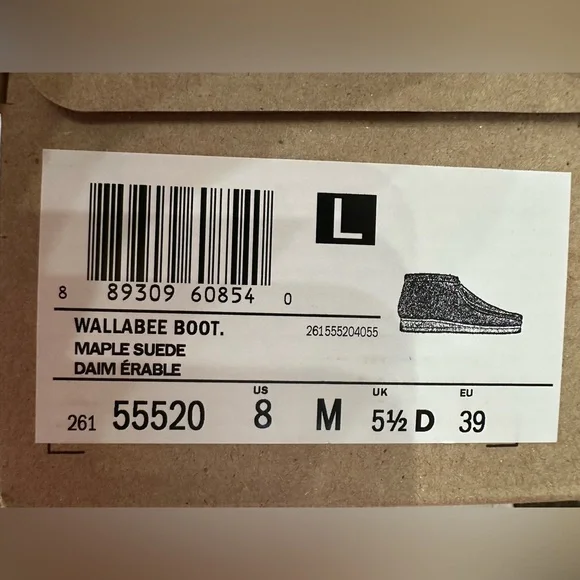 L
8 89309 60854 0
WALLABEE BOOT. 261555204055
MAPLE SUEDE
DAIM ÉRABLE
US UK EU
261 55520 8 M 5½ D 39